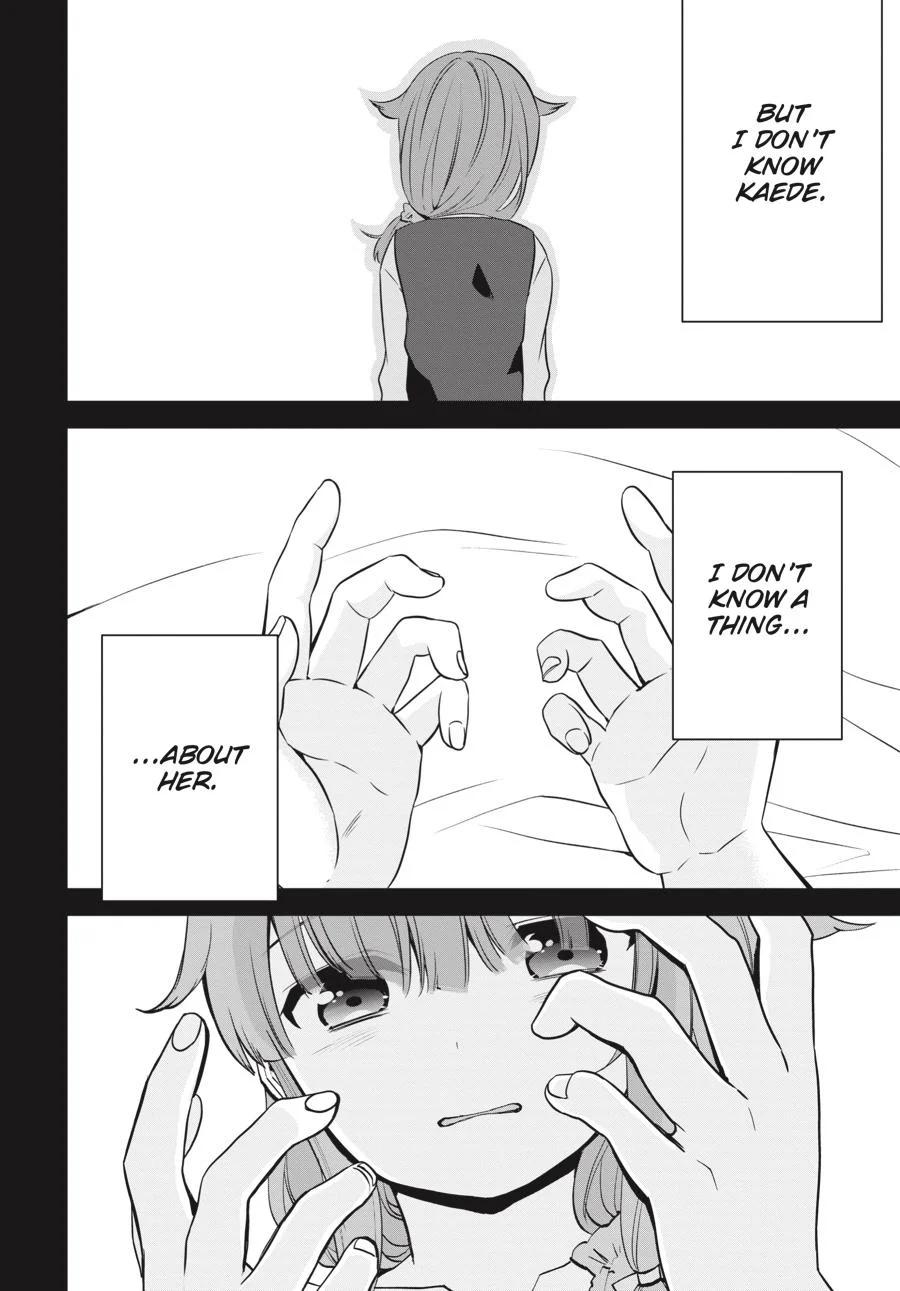 BUT
I DON'T
KNOW
KAEDE.
I DON'T
KNOW A
THING...
...ABOUT
HER.